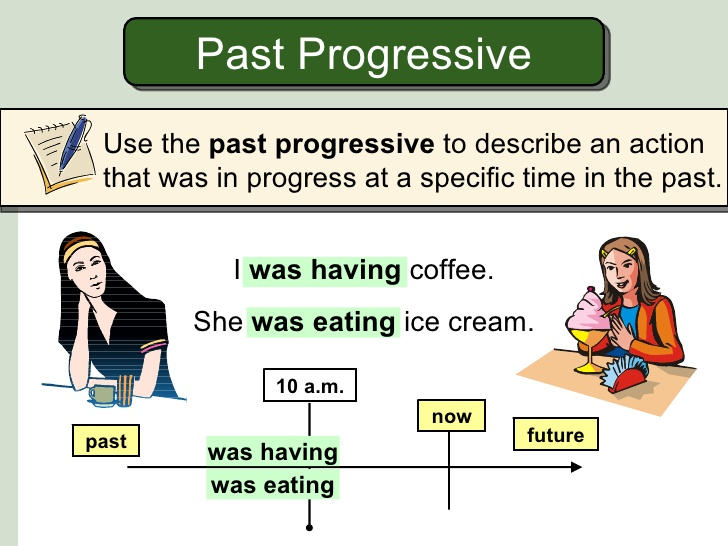 Past Progressive
Use the past progressive to describe an action
that was in progress at a specific time in the past.
I was having coffee.
She was eating ice cream.
10 a.m.
now
past
future
was having
was eating